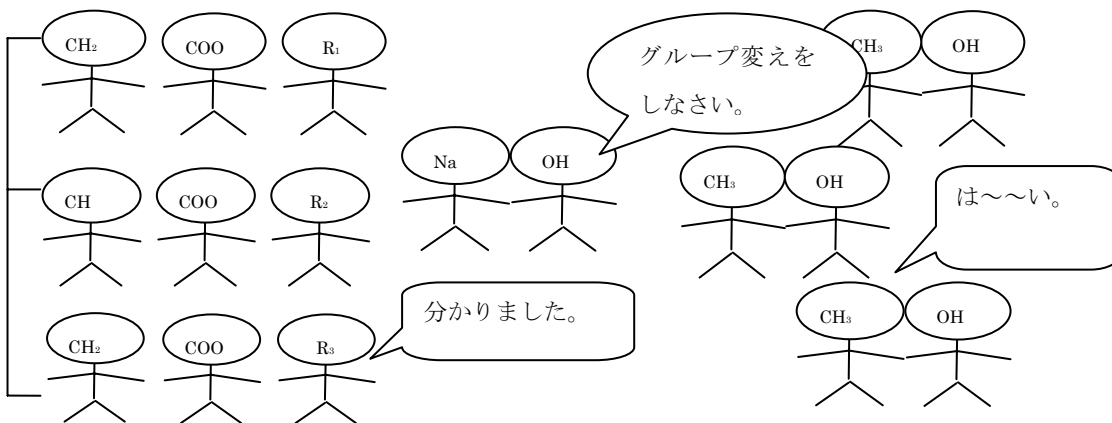 CH₂ COO R₁
グループ変えを
しなさい。
CH₃ OH
Na OH
CH₃ OH
CH COO R₂
は～～い。
分かりました。
CH₃ OH
CH₂ COO R₃